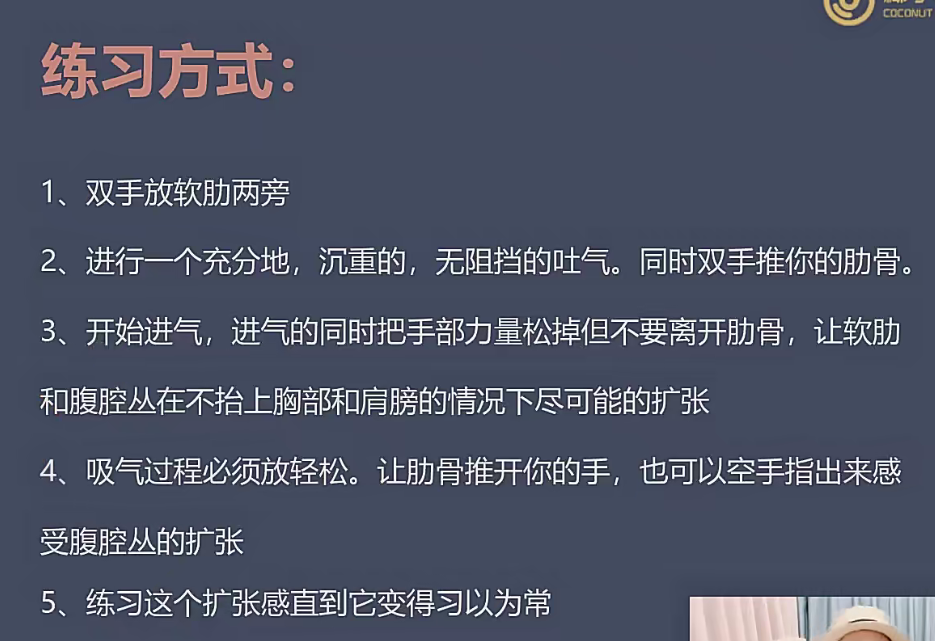 COCONUT
练习方式：
1、双手放软肋两旁
2、进行一个充分地，沉重的，无阻挡的吐气。同时双手推你的肋骨。
3、开始进气，进气的同时把手部力量松掉但不要离开肋骨，让软肋
和腹腔丛在不抬上胸部和肩膀的情况下尽可能的扩张
4、吸气过程必须放轻松。让肋骨推开你的手，也可以空手指出来感
受腹腔丛的扩张
5、练习这个扩张感直到它变得习以为常